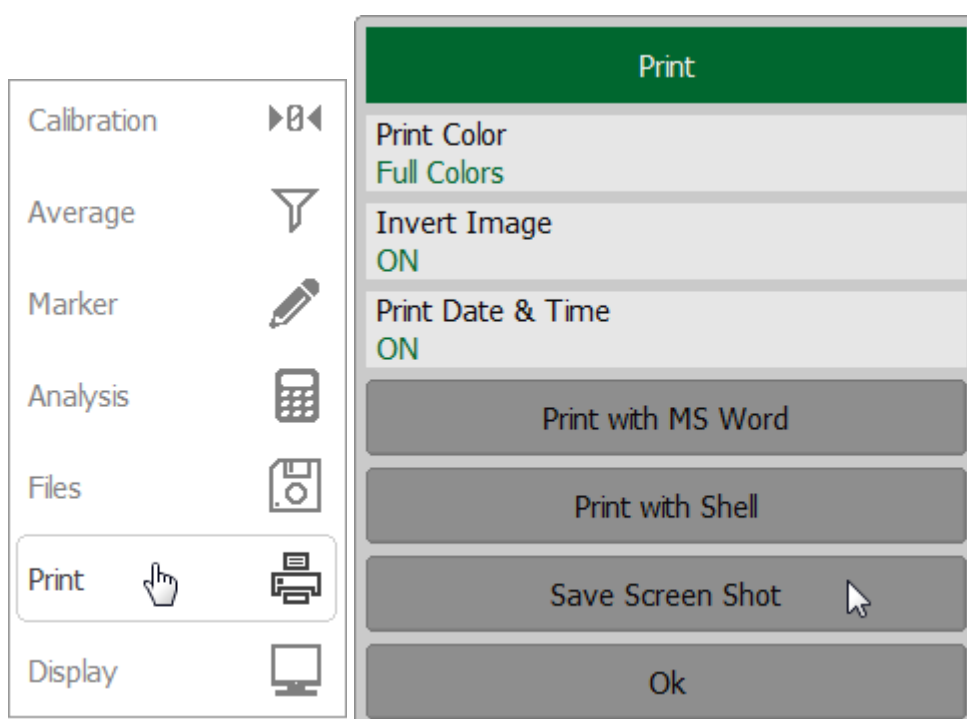 Calibration
Average
Marker
Analysis
Files
Print
Display
Print
Print Color
Full Colors
Invert Image
ON
Print Date & Time
ON
Print with MS Word
Print with Shell
Save Screen Shot
Ok